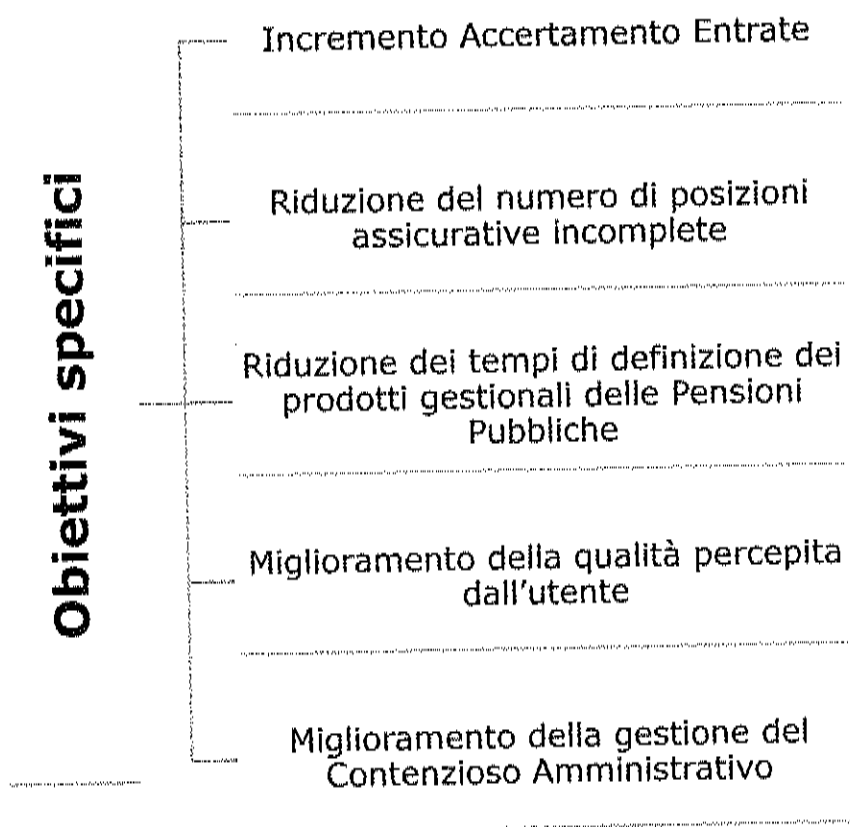 Obiettivi specifici
Incremento Accertamento Entrate
Riduzione del numero di posizioni
assicurative incomplete
Riduzione dei tempi di definizione dei
prodotti gestionali delle Pensioni
Pubbliche
Miglioramento della qualità percepita
dall'utente
Miglioramento della gestione del
Contenzioso Amministrativo